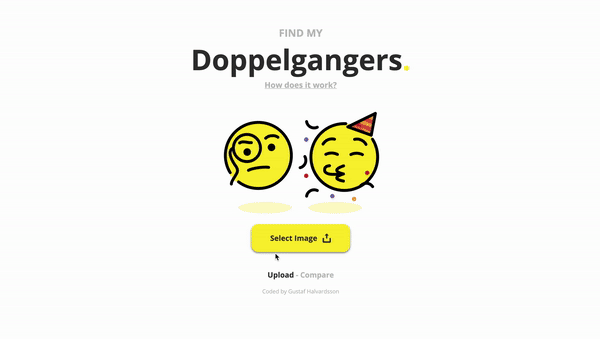 FIND MY
Doppelgangers.
How does it work?
Select Image
Upload - Compare
Coded by Gustaf Halvardsson